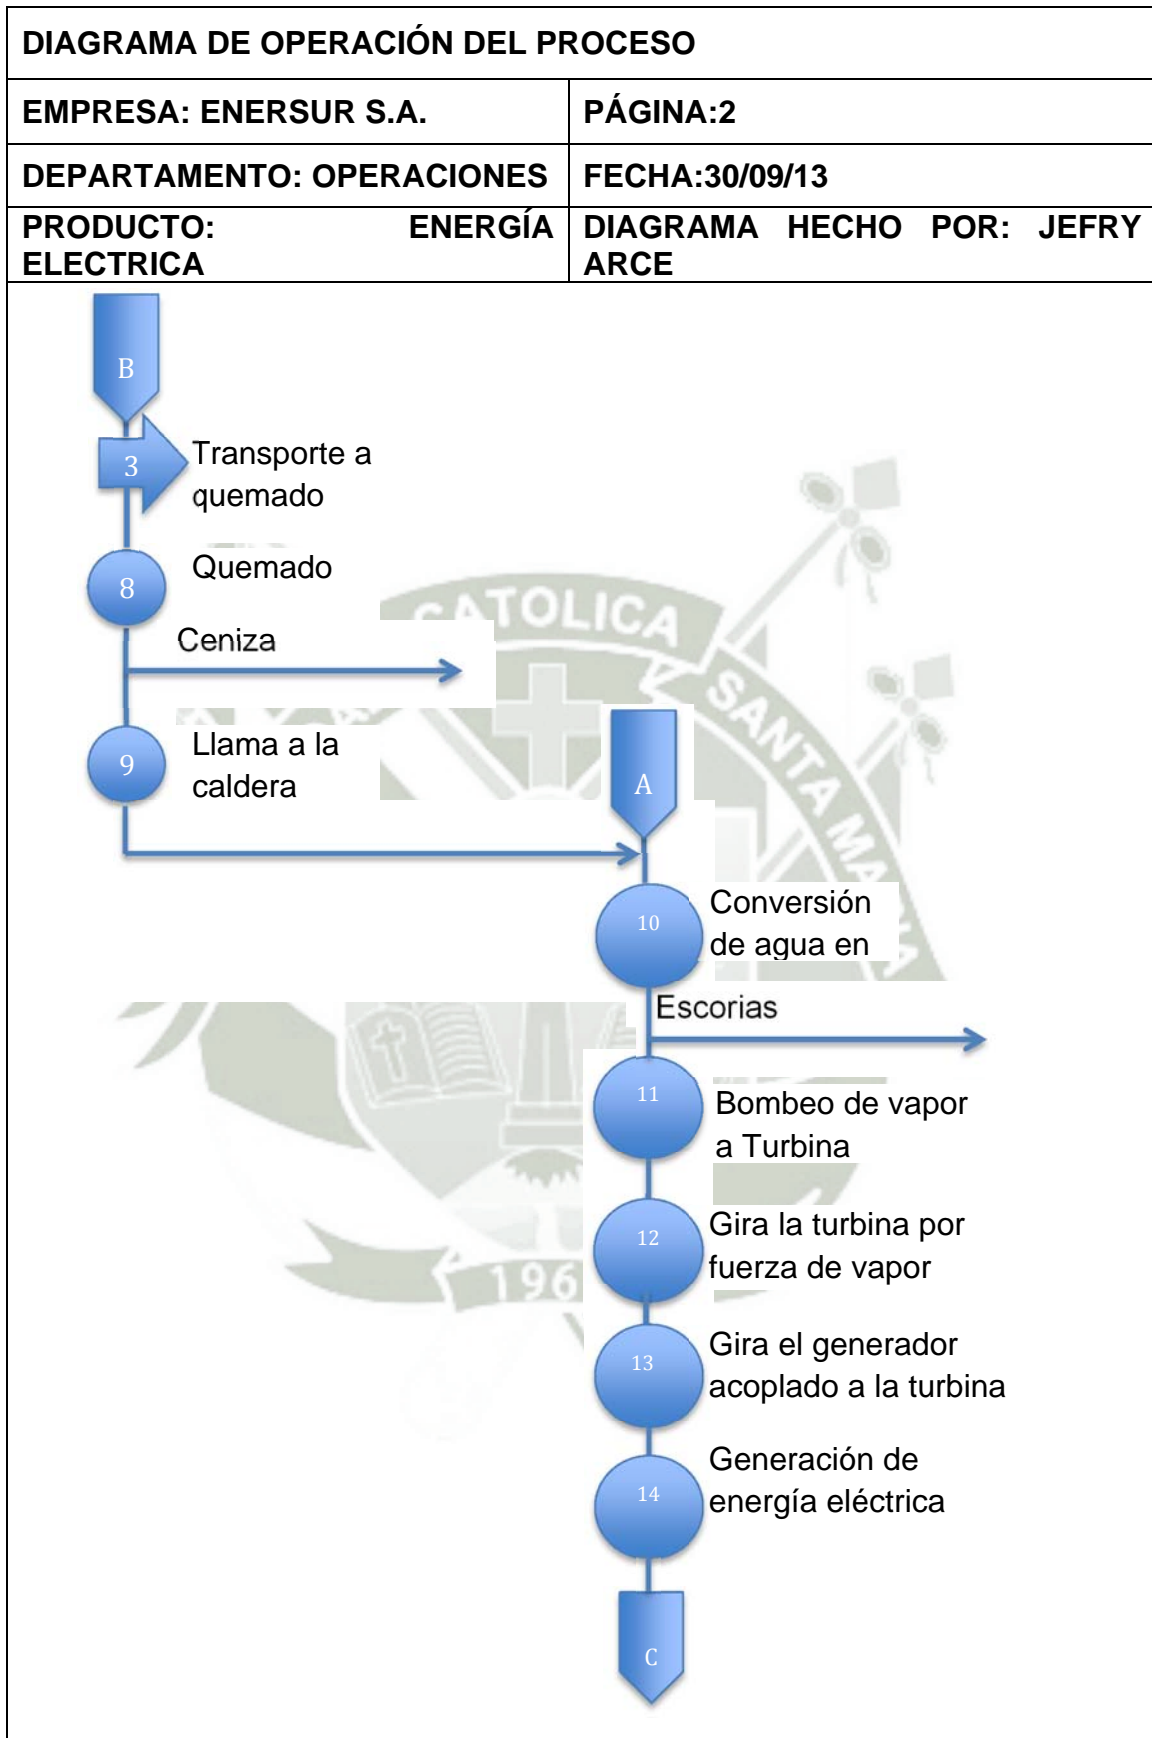 DIAGRAMA DE OPERACIÓN DEL PROCESO
EMPRESA: ENERSUR S.A.
PÁGINA:2
DEPARTAMENTO: OPERACIONES
FECHA:30/09/13
PRODUCTO: ENERGÍA
ELECTRICA
DIAGRAMA HECHO POR: JEFRY
ARCE
B
3
Transporte a
quemado
8
Quemado
Ceniza
9
Llama a la
caldera
A
10
Conversión
de agua en
Escorias
11
Bombeo de vapor
a Turbina
12
Gira la turbina por
fuerza de vapor
13
Gira el generador
acoplado a la turbina
14
Generación de
energía eléctrica
C
CATOLICA
SANTA
196